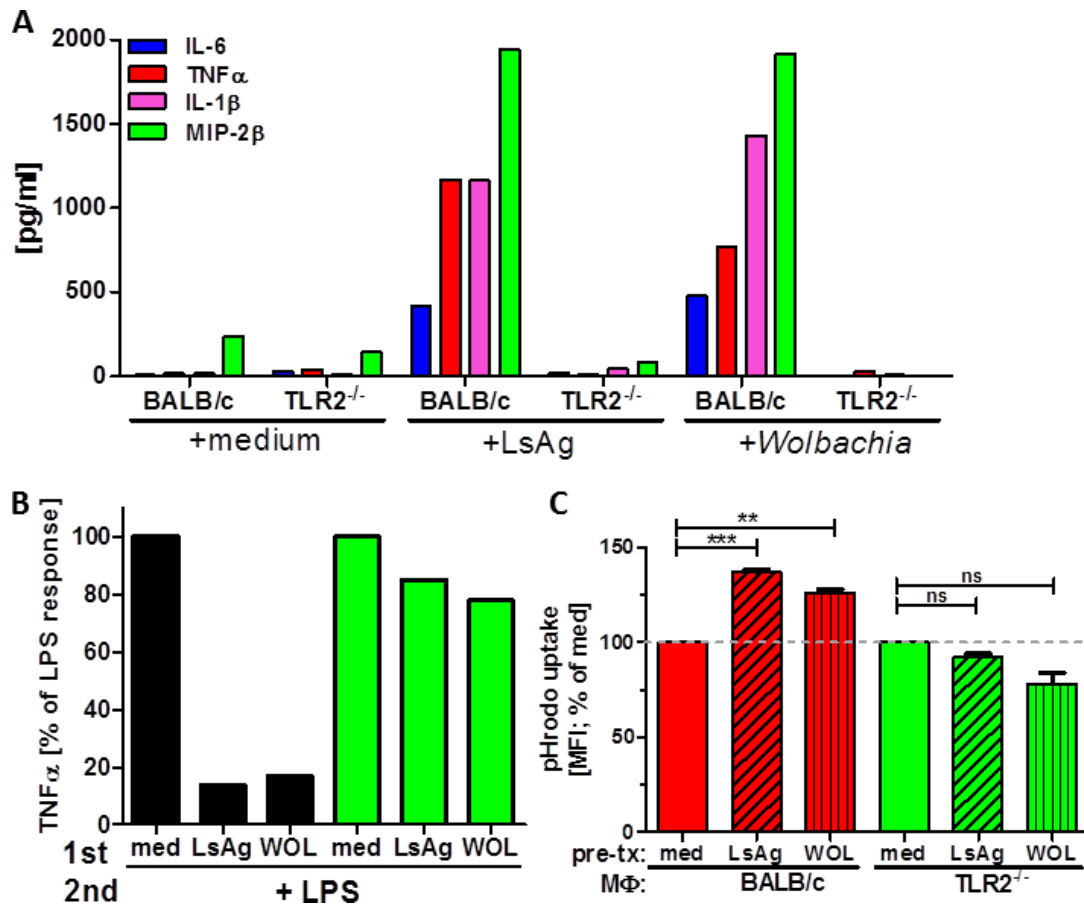 A
2000
1500
1000
500
0
[pg/ml]
IL-6
TNFα
IL-1β
MIP-2β
BALB/c TLR2-/- BALB/c TLR2-/- BALB/c TLR2-/-
+medium +LsAg +Wolbachia
B
TNFα [% of LPS response]
100
80
60
40
20
0
1st med LsAg WOL med LsAg WOL
2nd + LPS
C
pHrodo uptake
[MFI; % of med]
150
100
50
0
**
***
ns
ns
pre-tx: med LsAg WOL med LsAg WOL
MΦ: BALB/c TLR2-/-